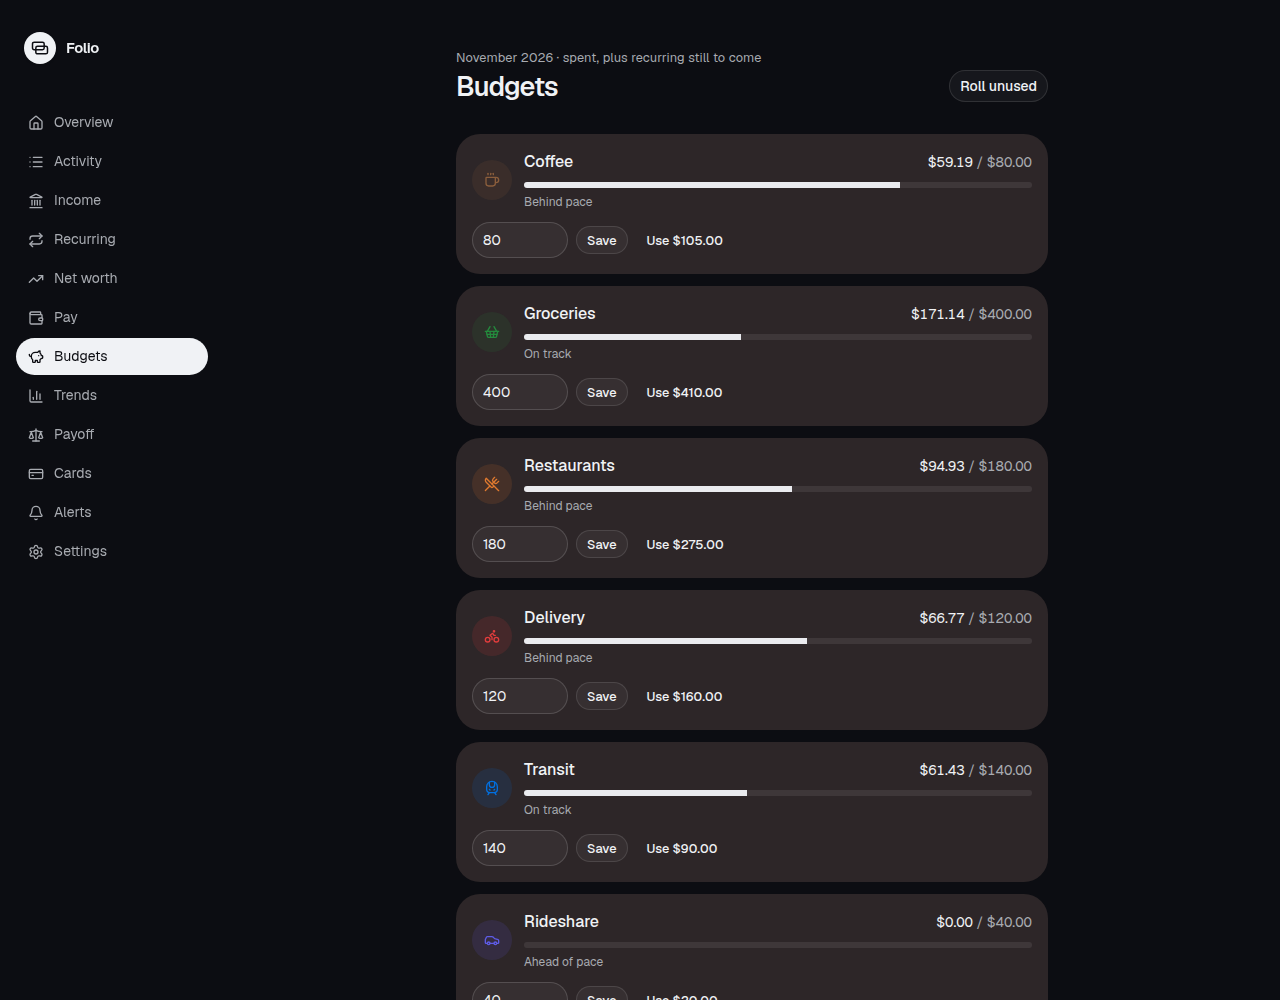 Folio
Overview
Activity
Income
Recurring
Net worth
Pay
Budgets
Trends
Payoff
Cards
Alerts
Settings
November 2026 · spent, plus recurring still to come
Budgets
Roll unused
Coffee $59.19 / $80.00
Behind pace
80 Save Use $105.00
Groceries $171.14 / $400.00
On track
400 Save Use $410.00
Restaurants $94.93 / $180.00
Behind pace
180 Save Use $275.00
Delivery $66.77 / $120.00
Behind pace
120 Save Use $160.00
Transit $61.43 / $140.00
On track
140 Save Use $90.00
Rideshare $0.00 / $40.00
Ahead of pace
40 Save